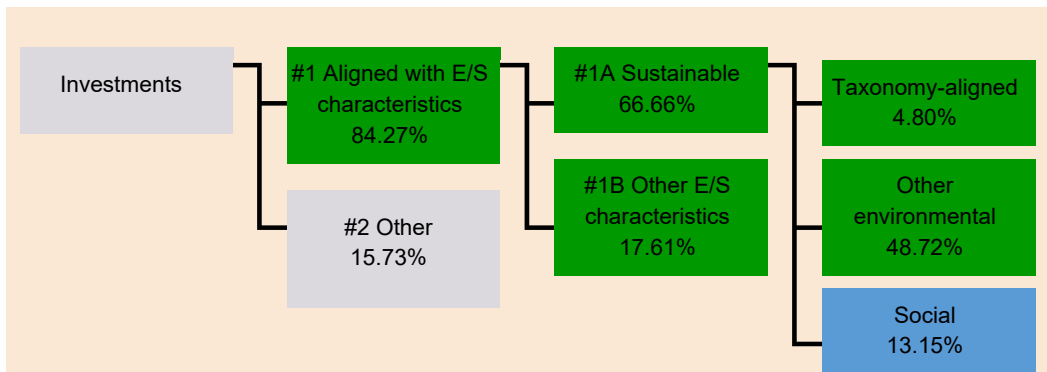 Investments
#1 Aligned with E/S
characteristics
84.27%
#2 Other
15.73%
#1A Sustainable
66.66%
#1B Other E/S
characteristics
17.61%
Taxonomy-aligned
4.80%
Other
environmental
48.72%
Social
13.15%